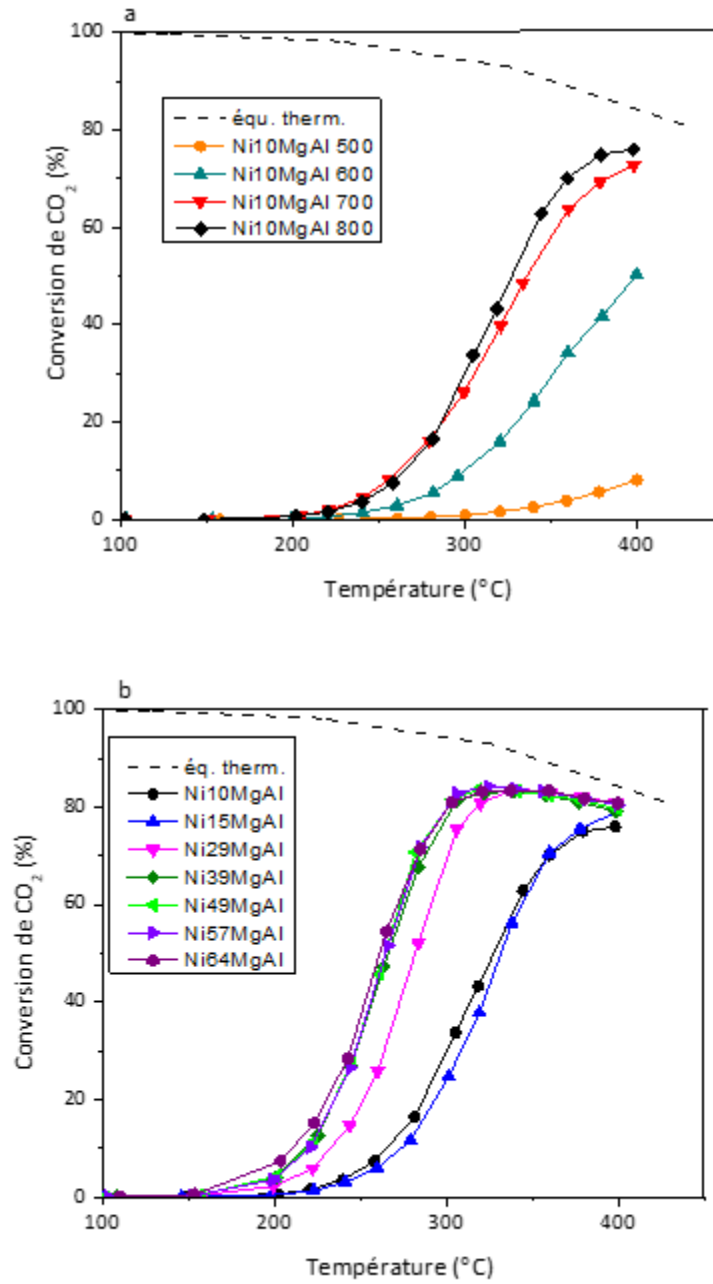 a
100
80
60
40
20
0
Conversion de CO2 (%)
équ. therm.
Ni10MgAl 500
Ni10MgAl 600
Ni10MgAl 700
Ni10MgAl 800
100
200
300
400
Température (°C)
b
100
80
60
40
20
0
Conversion de CO2 (%)
éq. therm.
Ni10MgAl
Ni15MgAl
Ni29MgAl
Ni39MgAl
Ni49MgAl
Ni57MgAl
Ni64MgAl
100
200
300
400
Température (°C)